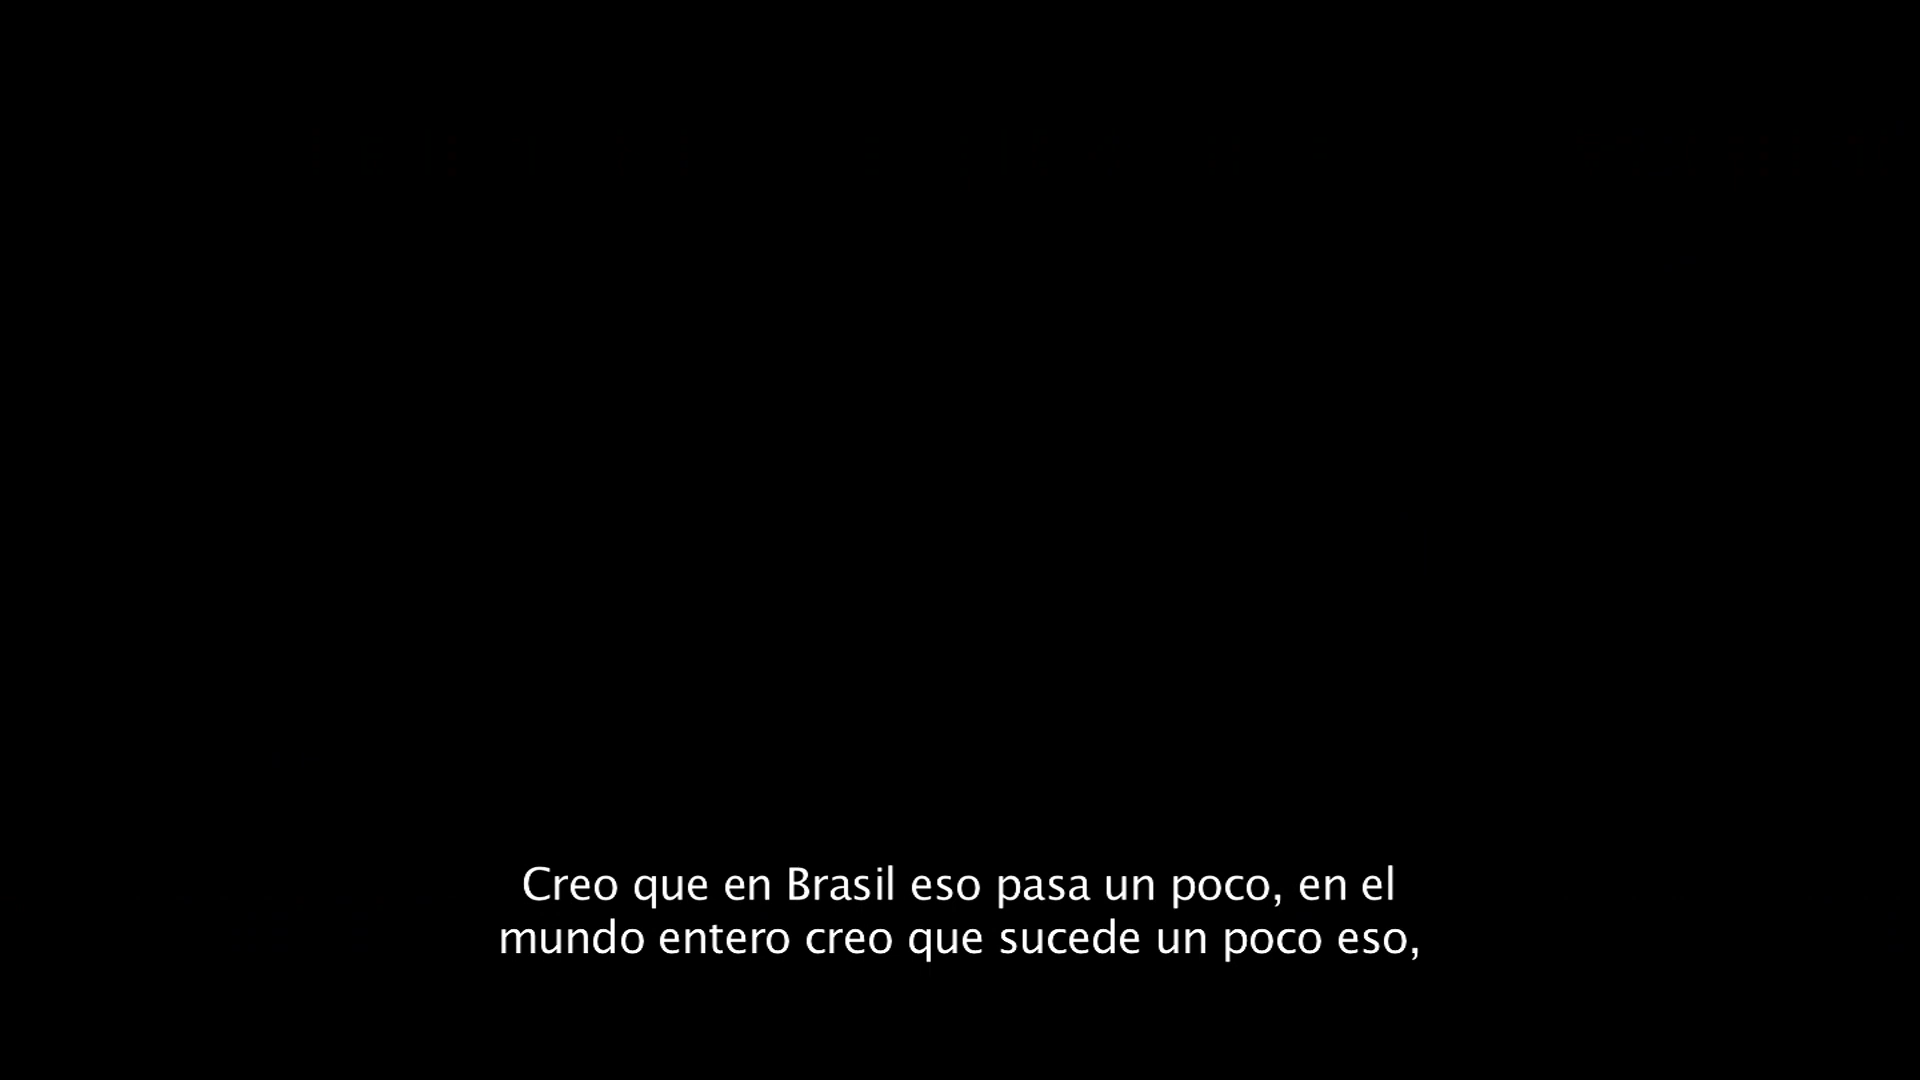 Creo que en Brasil eso pasa un poco, en el
mundo entero creo que sucede un poco eso,